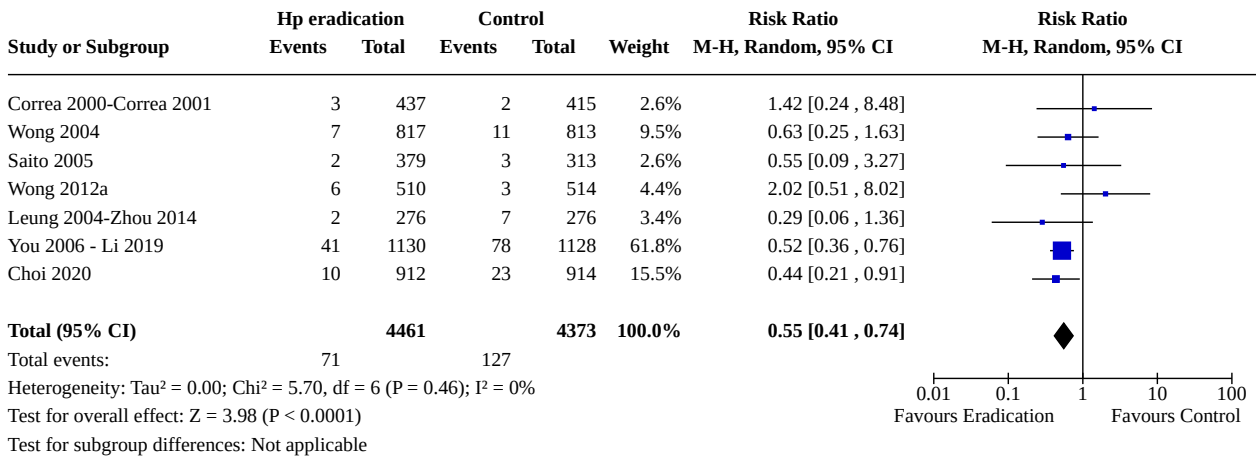 Hp eradication Control Risk Ratio Risk Ratio
Study or Subgroup Events Total Events Total Weight M-H, Random, 95% CI M-H, Random, 95% CI
Correa 2000-Correa 2001 3 437 2 415 2.6% 1.42 [0.24 , 8.48]
Wong 2004 7 817 11 813 9.5% 0.63 [0.25 , 1.63]
Saito 2005 2 379 3 313 2.6% 0.55 [0.09 , 3.27]
Wong 2012a 6 510 3 514 4.4% 2.02 [0.51 , 8.02]
Leung 2004-Zhou 2014 2 276 7 276 3.4% 0.29 [0.06 , 1.36]
You 2006 - Li 2019 41 1130 78 1128 61.8% 0.52 [0.36 , 0.76]
Choi 2020 10 912 23 914 15.5% 0.44 [0.21 , 0.91]
Total (95% CI) 4461 4373 100.0% 0.55 [0.41 , 0.74]
Total events: 71 127
Heterogeneity: Tau² = 0.00; Chi² = 5.70, df = 6 (P = 0.46); I² = 0%
0.01 0.1 1 10 100
Test for overall effect: Z = 3.98 (P < 0.0001) Favours Eradication Favours Control
Test for subgroup differences: Not applicable